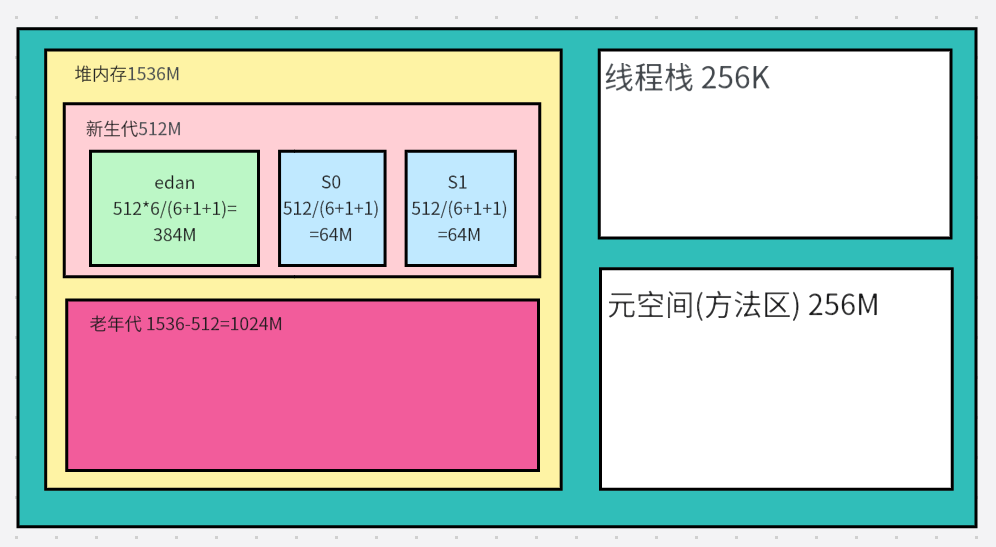 堆内存1536M
新生代512M
edan
512*6/(6+1+1)=
384M
S0
512/(6+1+1)
=64M
S1
512/(6+1+1)
=64M
老年代 1536-512=1024M
线程栈 256K
元空间(方法区) 256M